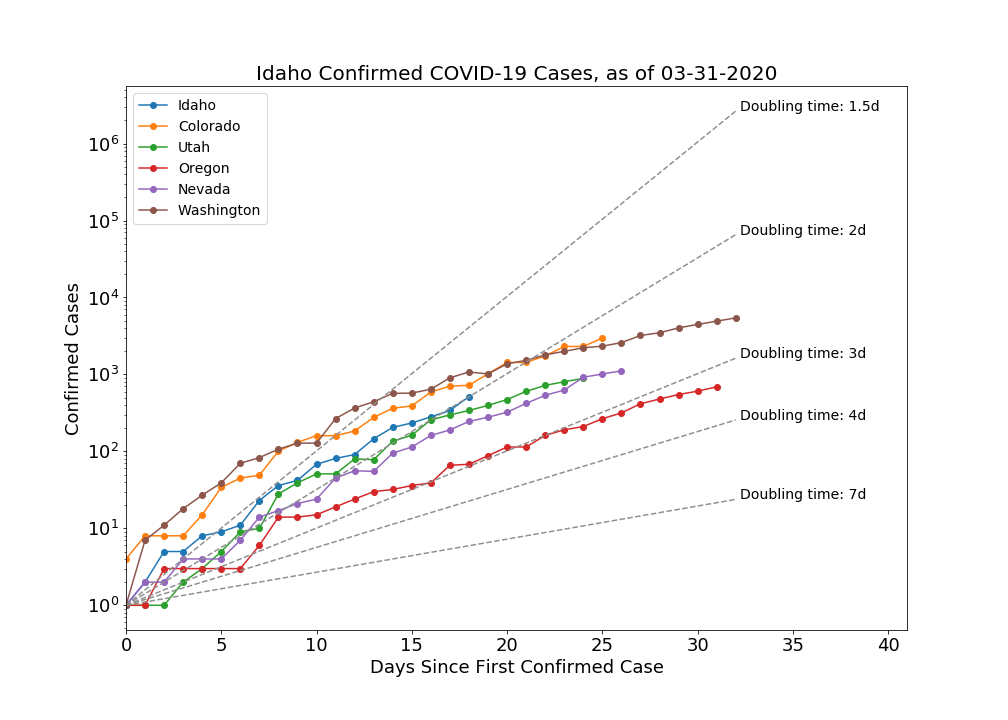 Idaho Confirmed COVID-19 Cases, as of 03-31-2020
Idaho
Colorado
Utah
Oregon
Nevada
Washington
Doubling time: 1.5d
Doubling time: 2d
Doubling time: 3d
Doubling time: 4d
Doubling time: 7d
Confirmed Cases
10⁶
10⁵
10⁴
10³
10²
10¹
10⁰
0 5 10 15 20 25 30 35 40
Days Since First Confirmed Case